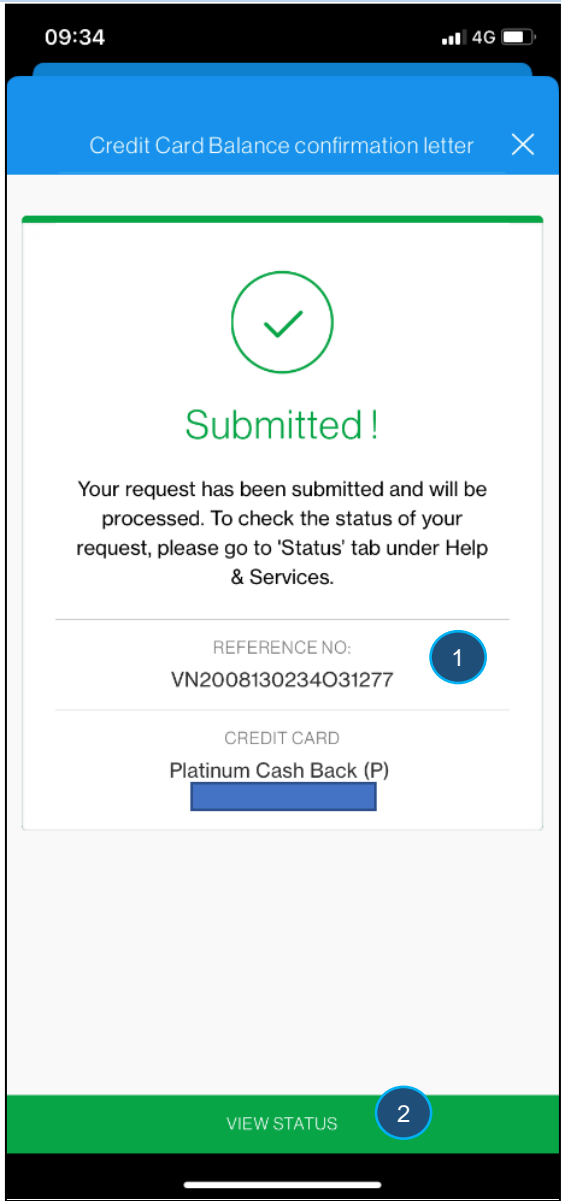 09:34 4G
Credit Card Balance confirmation letter
Submitted !
Your request has been submitted and will be
processed. To check the status of your
request, please go to 'Status' tab under Help
& Services.
REFERENCE NO:
1
VN2008130234O31277
CREDIT CARD
Platinum Cash Back (P)
VIEW STATUS 2